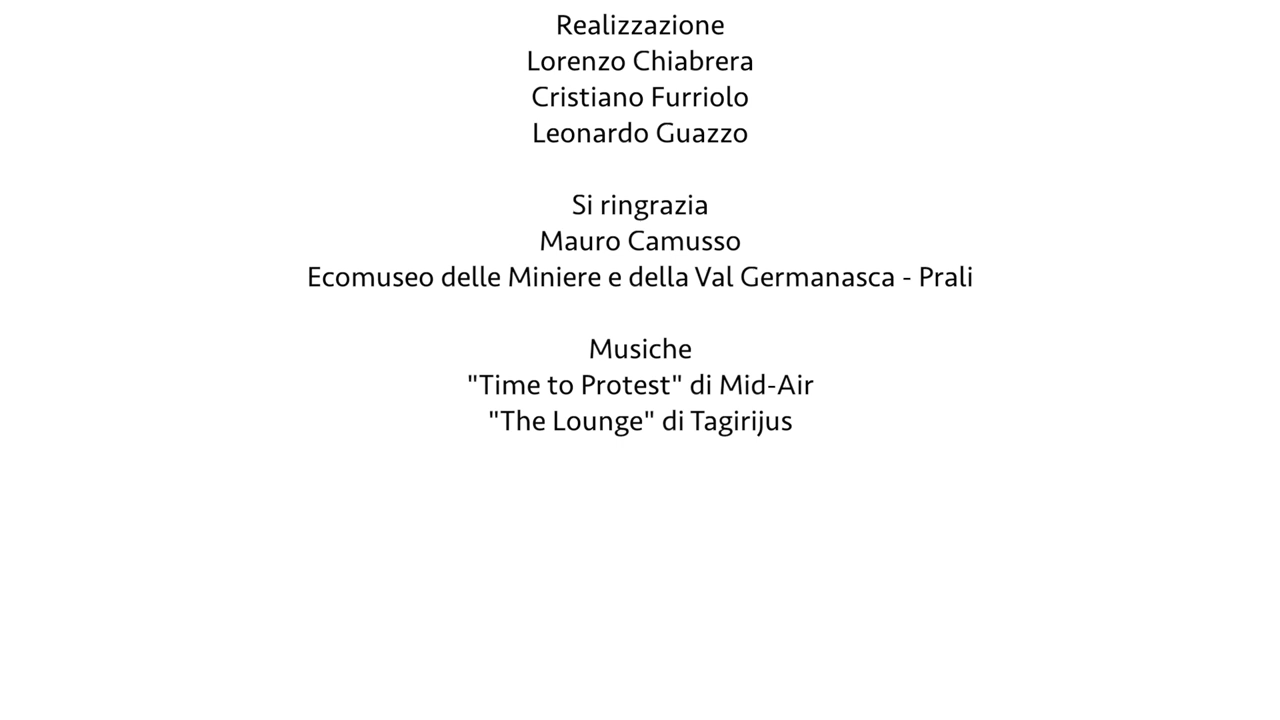 Realizzazione
Lorenzo Chiabrera
Cristiano Furriolo
Leonardo Guazzo
Si ringrazia
Mauro Camusso
Ecomuseo delle Miniere e della Val Germanasca - Prali
Musiche
"Time to Protest" di Mid-Air
"The Lounge" di Tagirijus